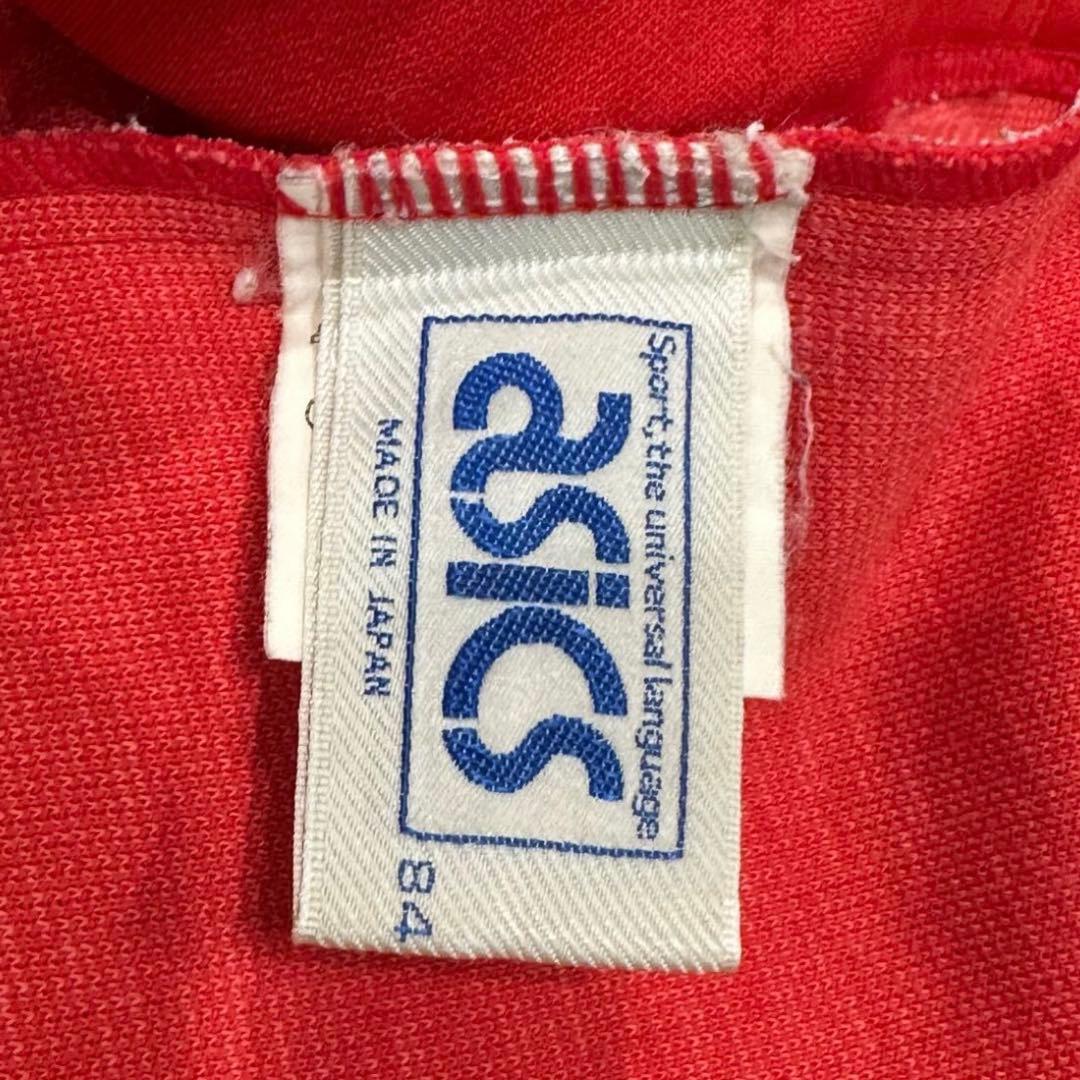 Sport, the universal language
asics
MADE IN JAPAN
84